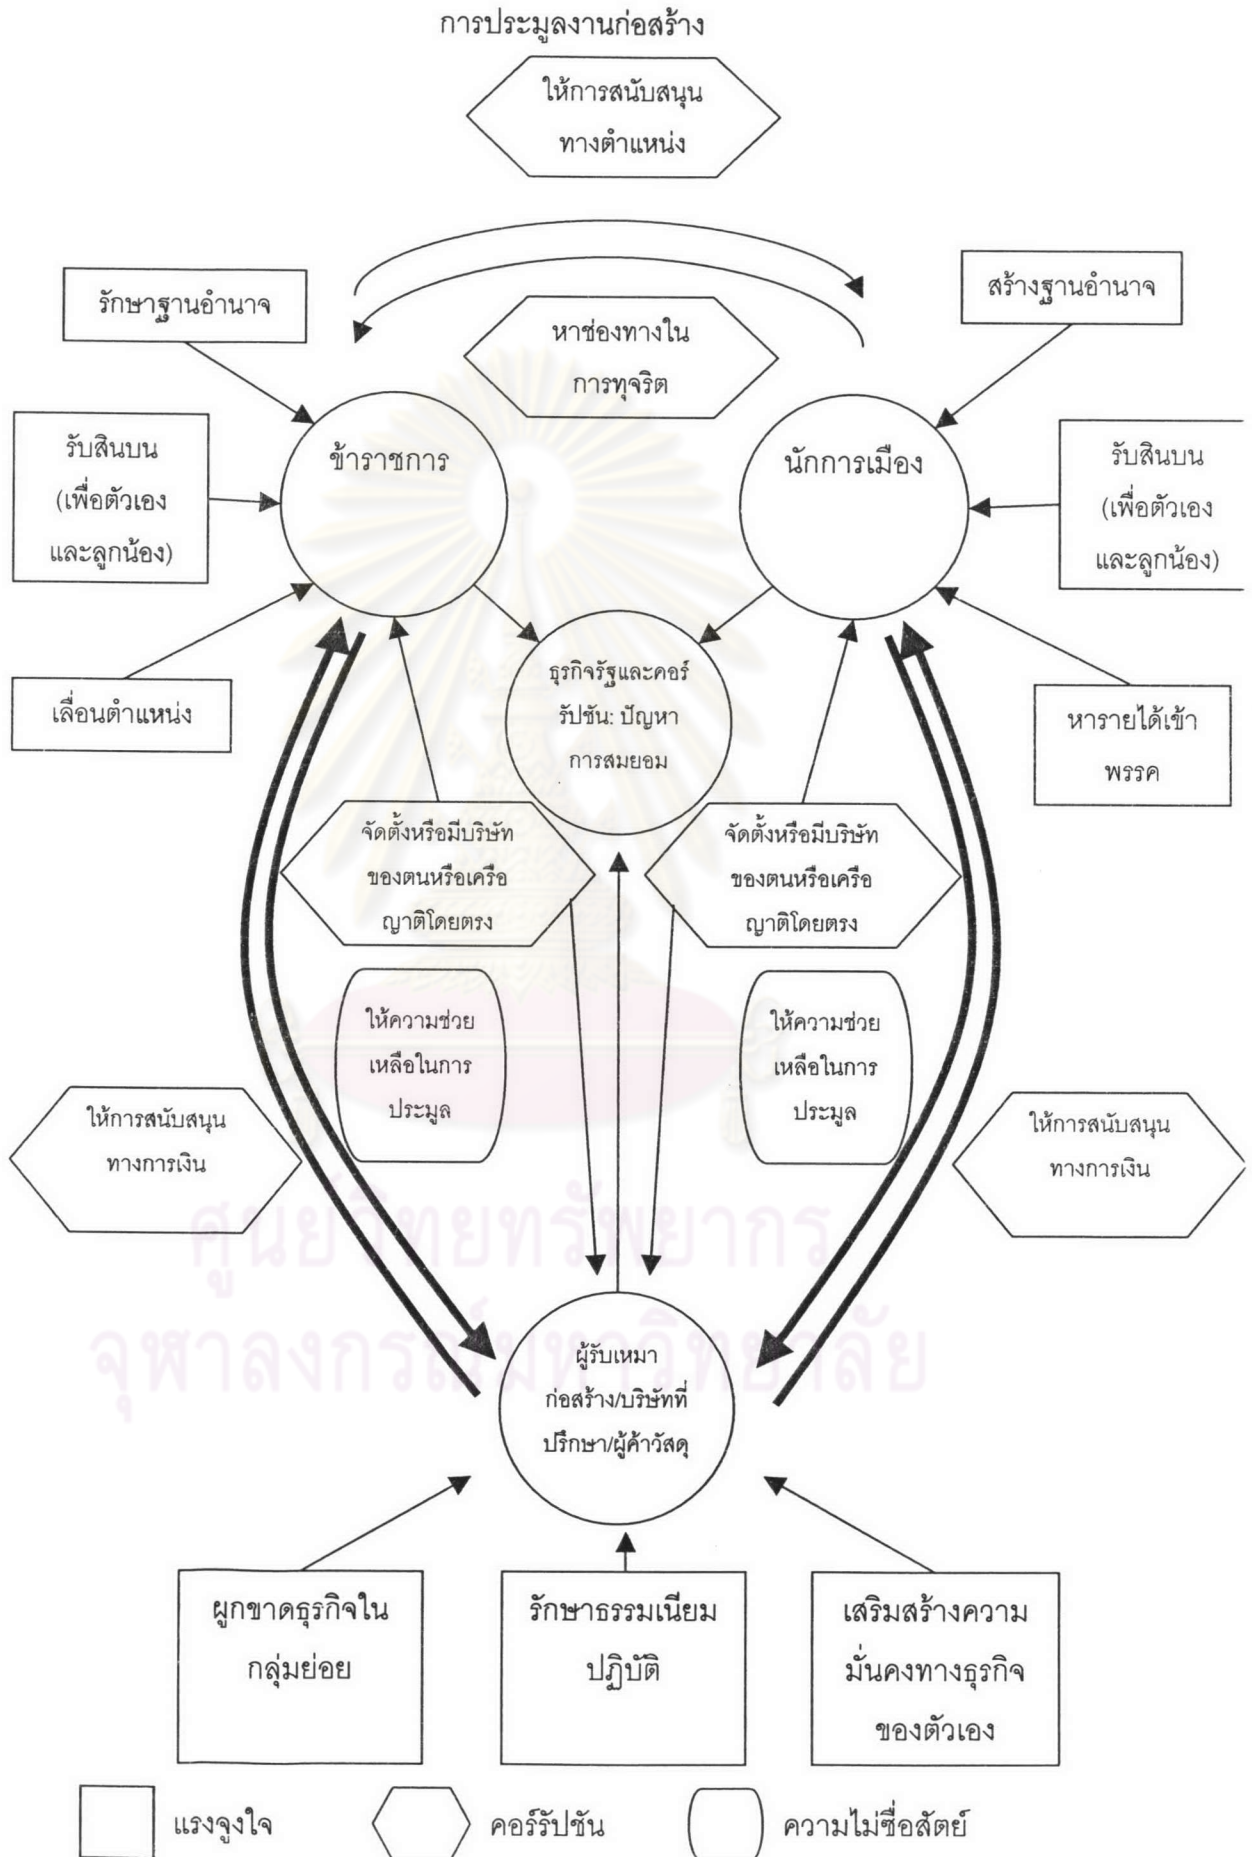 การประมูลงานก่อสร้าง
ให้การสนับสนุน
ทางตำแหน่ง
รักษาฐานอำนาจ
สร้างฐานอำนาจ
หาช่องทางใน
การทุจริต
รับสินบน
(เพื่อตัวเอง
และลูกน้อง)
ข้าราชการ
นักการเมือง
รับสินบน
(เพื่อตัวเอง
และลูกน้อง)
เลื่อนตำแหน่ง
ธุรกิจรัฐและคอร์
รัปชัน: ปัญหา
การสมยอม
หารายได้เข้า
พรรค
จัดตั้งหรือมีบริษัท
ของตนหรือเครือ
ญาติโดยตรง
จัดตั้งหรือมีบริษัท
ของตนหรือเครือ
ญาติโดยตรง
ให้ความช่วย
เหลือในการ
ประมูล
ให้ความช่วย
เหลือในการ
ประมูล
ให้การสนับสนุน
ทางการเงิน
ให้การสนับสนุน
ทางการเงิน
ศูนย์วิทยทรัพยากร
จุฬาลงกรณ์มหาวิทยาลัย
ผู้รับเหมา
ก่อสร้าง/บริษัทที่
ปรึกษา/ผู้ค้าวัสดุ
ผูกขาดธุรกิจใน
กลุ่มย่อย
รักษาธรรมเนียม
ปฏิบัติ
เสริมสร้างความ
มั่นคงทางธุรกิจ
ของตัวเอง
แรงจูงใจ
คอร์รัปชัน
ความไม่ซื่อสัตย์